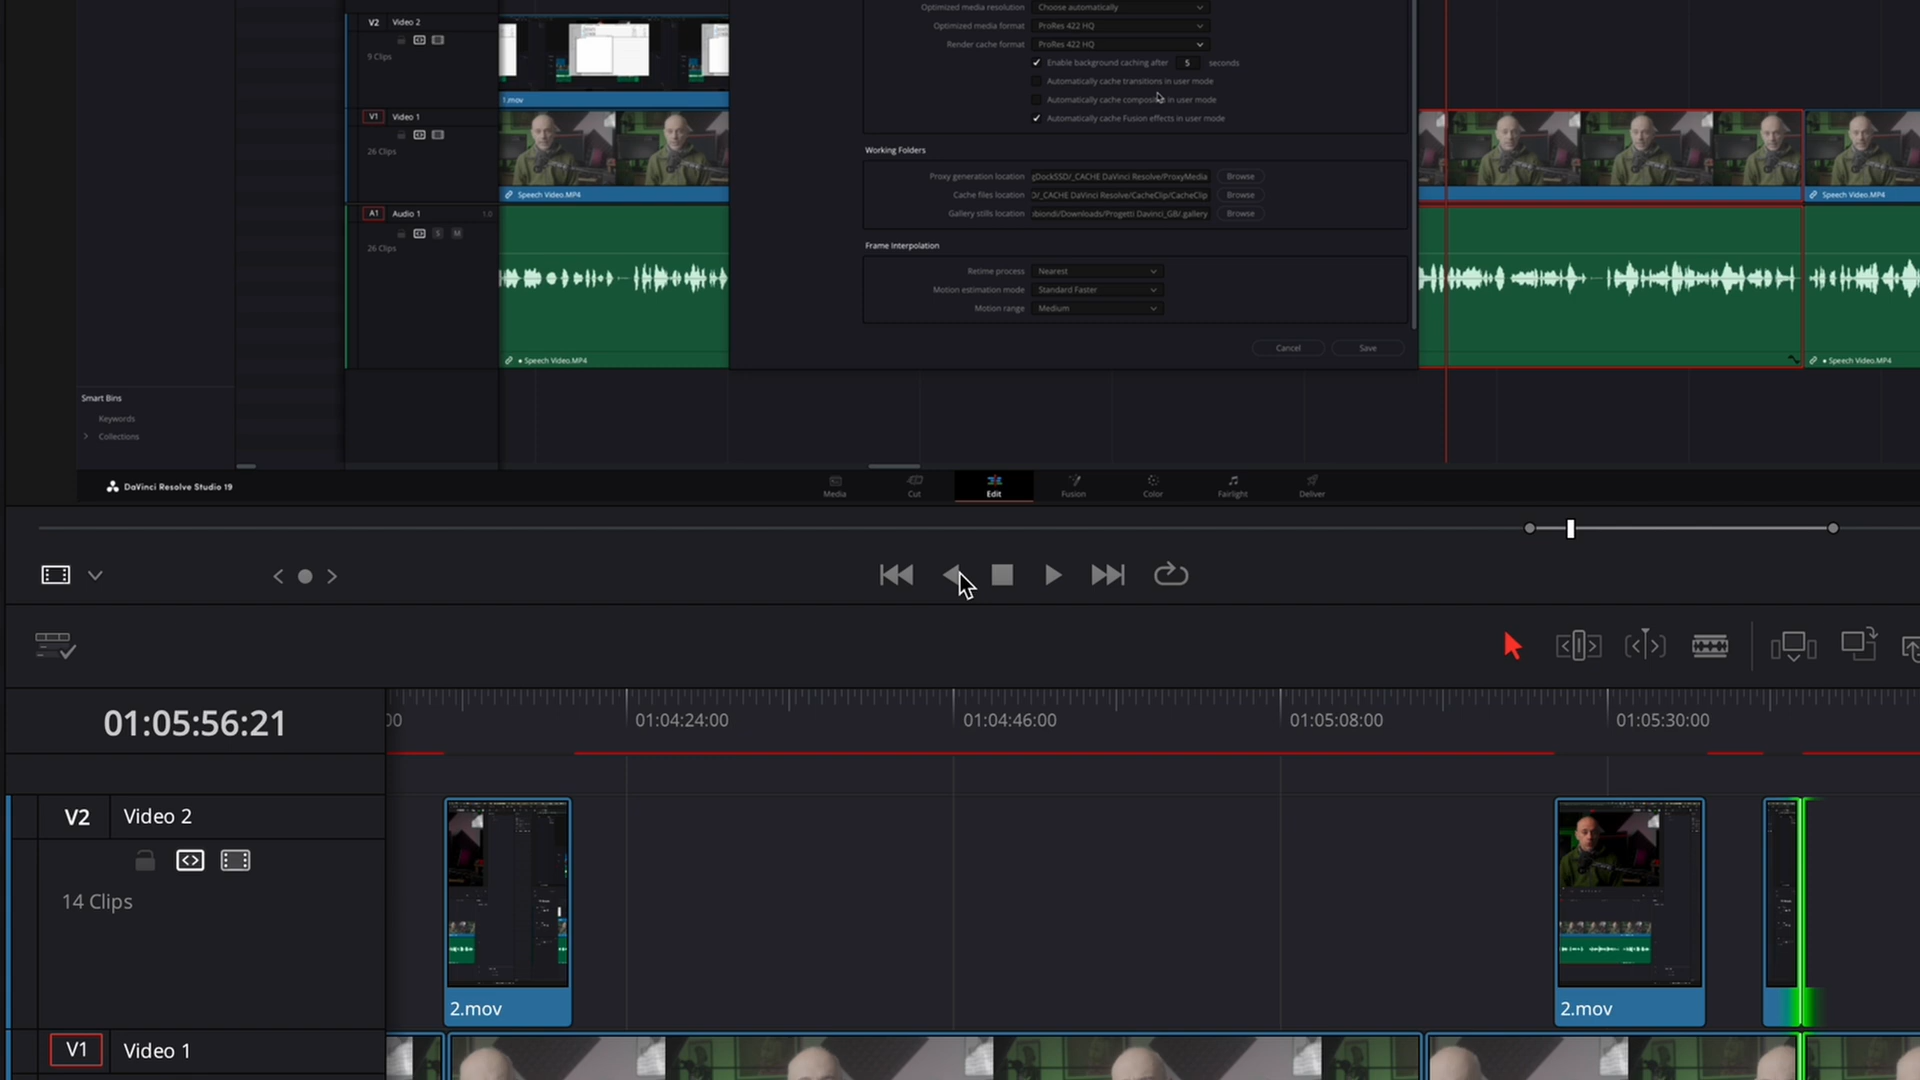 V2 Video 2
9 Clips
1.mov
V1 Video 1
26 Clips
Speech Video.MP4
A1 Audio 1 1.0
S M
26 Clips
Speech Video.MP4
Optimized media resolution Choose automatically
Optimized media format ProRes 422 HQ
Render cache format ProRes 422 HQ
Enable background caching after 5 seconds
Automatically cache transitions in user mode
Automatically cache composites in user mode
Automatically cache Fusion effects in user mode
Working Folders
Proxy generation location gDockSSD/_CACHE DaVinci Resolve/ProxyMedia Browse
Cache files location D/_CACHE DaVinci Resolve/CacheClip/CacheClip Browse
Gallery stills location biondi/Downloads/Progetti Davinci_GB/.gallery Browse
Frame Interpolation
Retime process Nearest
Motion estimation mode Standard Faster
Motion range Medium
Cancel Save
Speech Video.MP4
Speech Video.MP4
Smart Bins
Keywords
Collections
DaVinci Resolve Studio 19
Media Cut Edit Fusion Color Fairlight Deliver
01:05:56:21
00 01:04:24:00 01:04:46:00 01:05:08:00 01:05:30:00
V2 Video 2
14 Clips
2.mov
2.mov
V1 Video 1